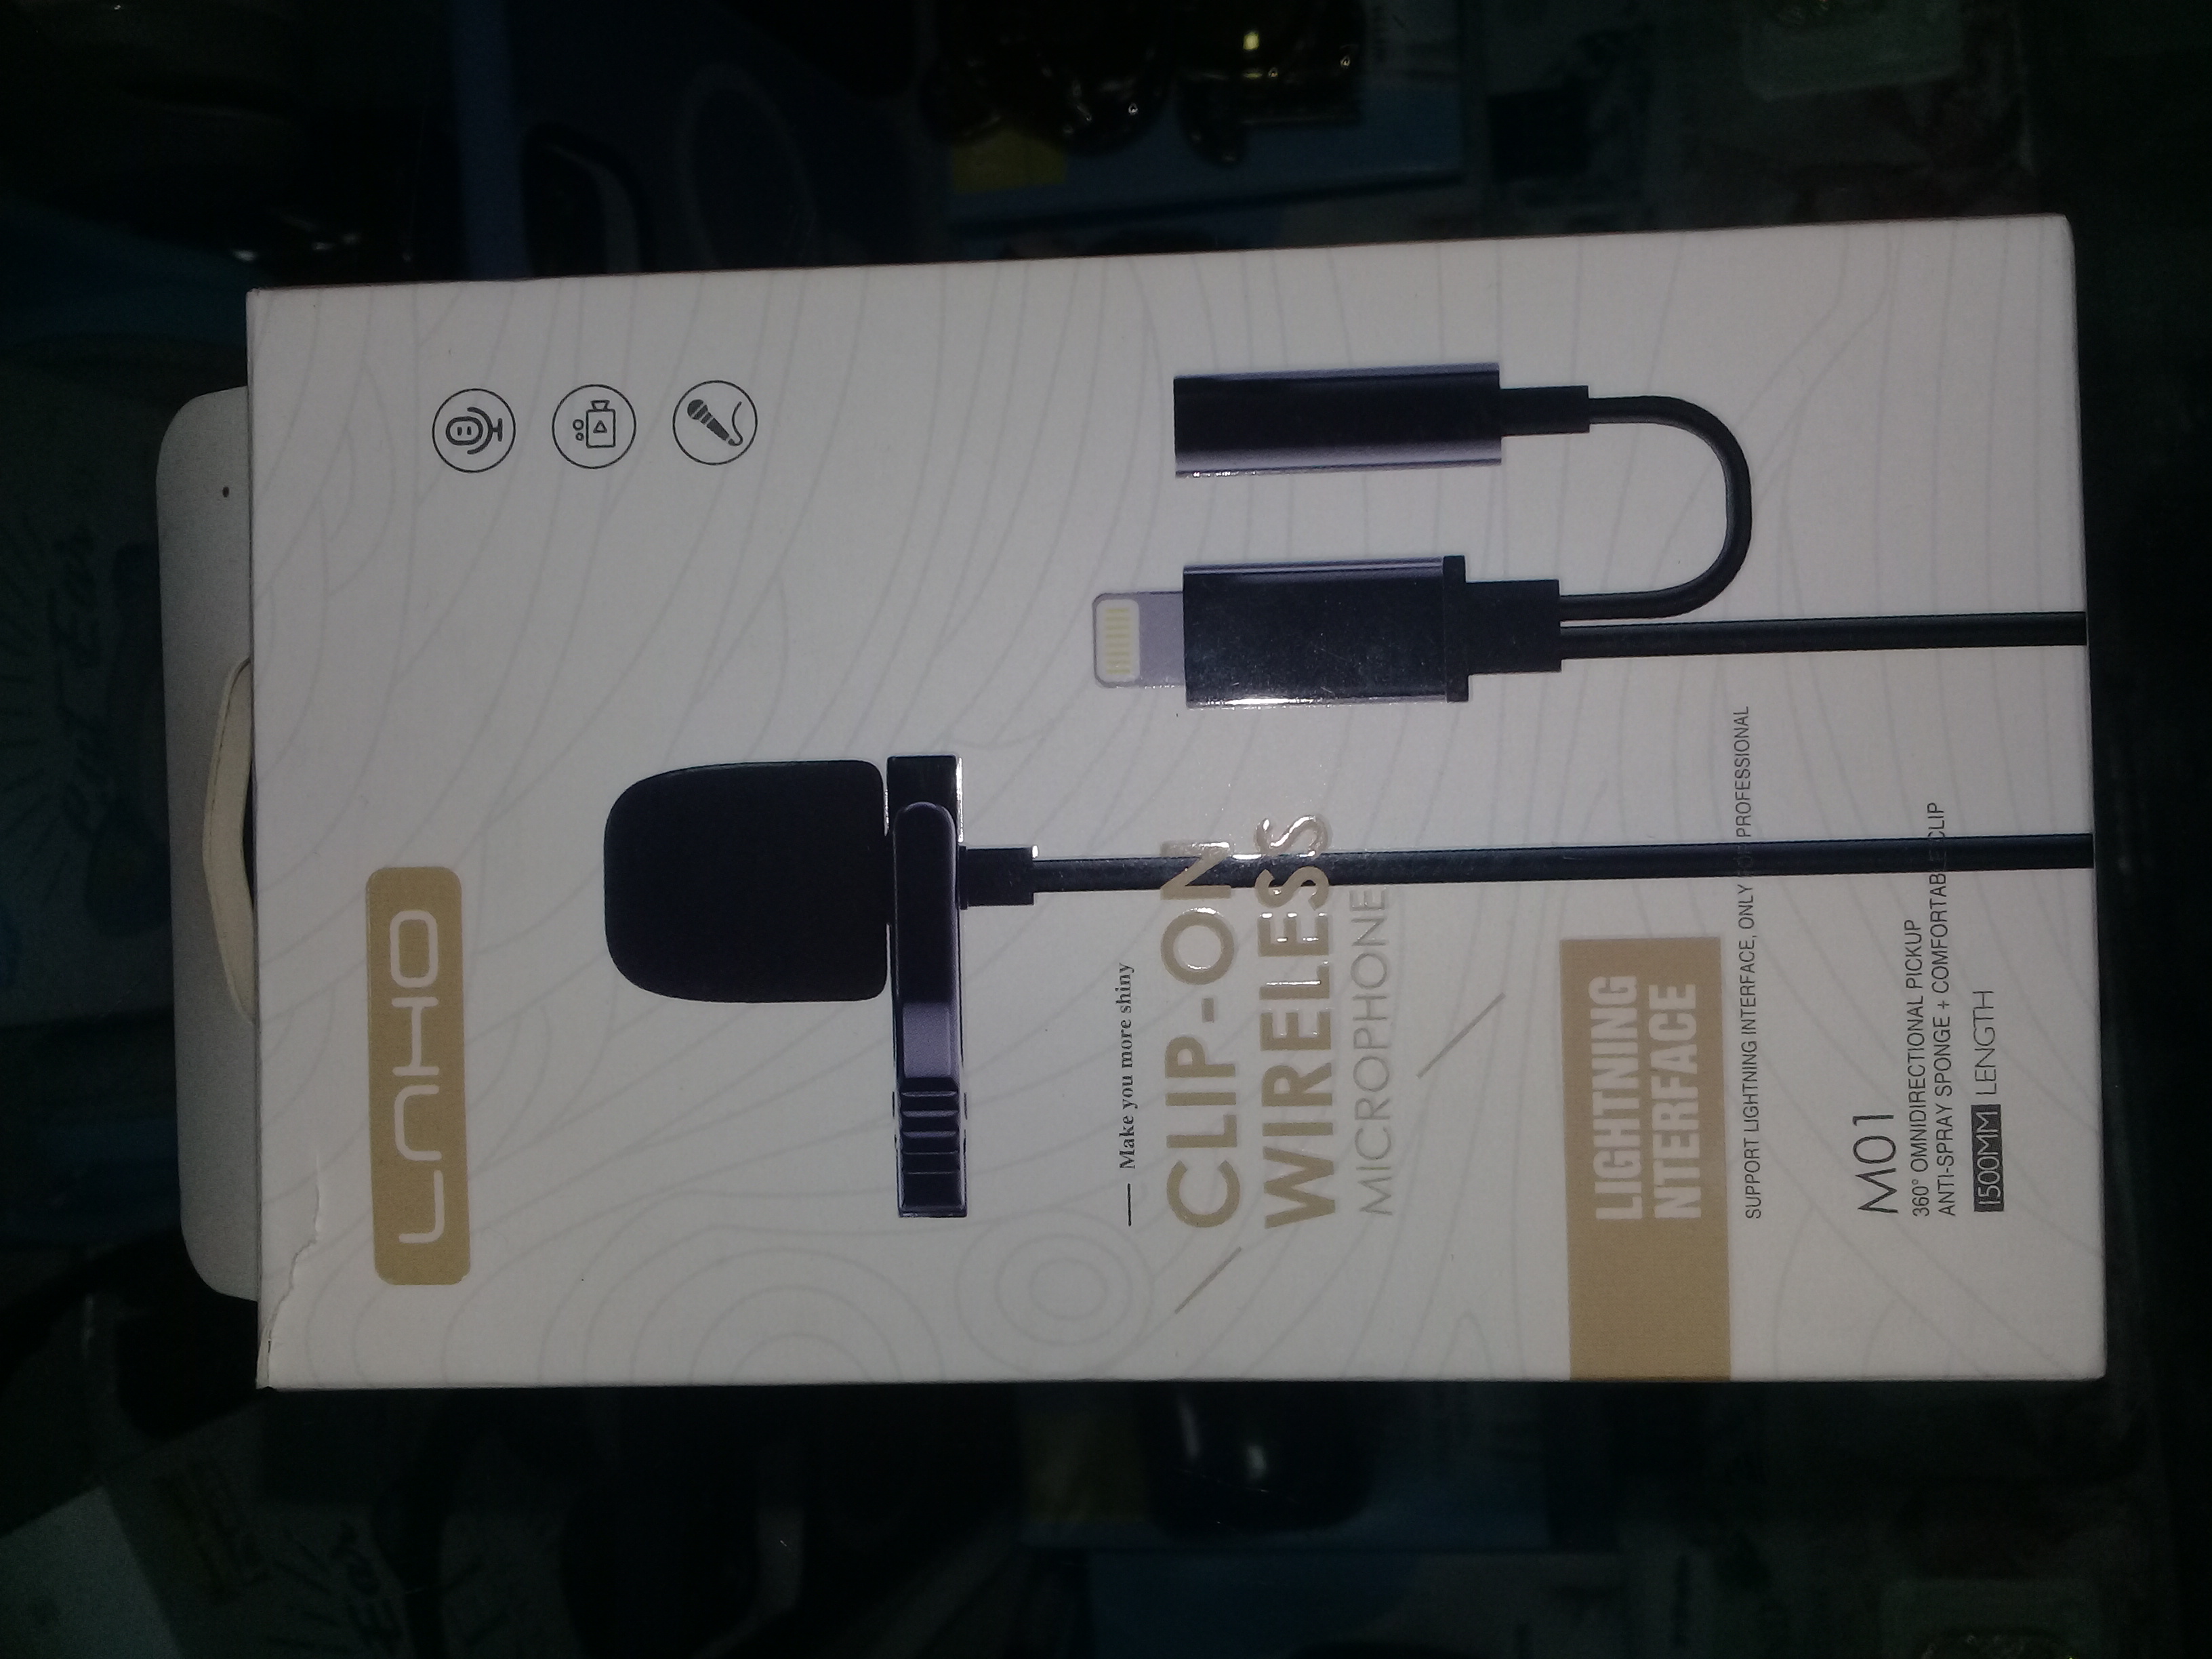 LNHO
Make you more shiny
CLIP-ON
WIRELESS
MICROPHONE
LIGHTNING
NTERFACE
SUPPORT LIGHTNING INTERFACE, ONLY FOR PROFESSIONAL
M01
360° OMNIDIRECTIONAL PICKUP
ANTI-SPRAY SPONGE + COMFORTABLE CLIP
1500MM LENGTH